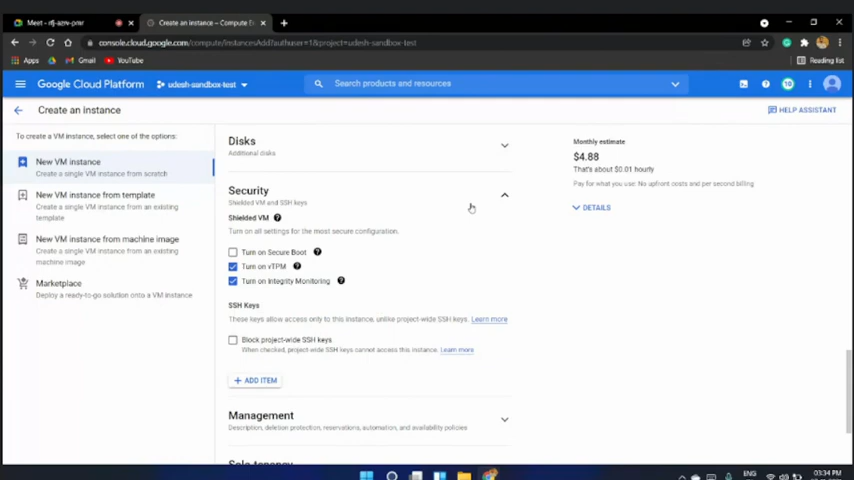 Meet - rfj-azrv-pmr
Create an instance – Compute E
console.cloud.google.com/compute/instancesAdd?authuser=1&project=udesh-sandbox-test
Apps
Gmail
YouTube
Reading list
Google Cloud Platform
udesh-sandbox-test
Search products and resources
10
Create an instance
HELP ASSISTANT
To create a VM instance, select one of the options:
New VM instance
Create a single VM instance from scratch
New VM instance from template
Create a single VM instance from an existing
template
New VM instance from machine image
Create a single VM instance from an existing
machine image
Marketplace
Deploy a ready-to-go solution onto a VM instance
Disks
Additional disks
Security
Shielded VM and SSH keys
Shielded VM
Turn on all settings for the most secure configuration.
Turn on Secure Boot
Turn on vTPM
Turn on Integrity Monitoring
SSH Keys
These keys allow access only to this instance, unlike project-wide SSH keys. Learn more
Block project-wide SSH keys
When checked, project-wide SSH keys cannot access this instance. Learn more
+ ADD ITEM
Management
Description, deletion protection, reservations, automation, and availability policies
Sole-tenancy
Monthly estimate
$4.88
That's about $0.01 hourly
Pay for what you use: No upfront costs and per second billing
DETAILS
ENG
03:34 PM